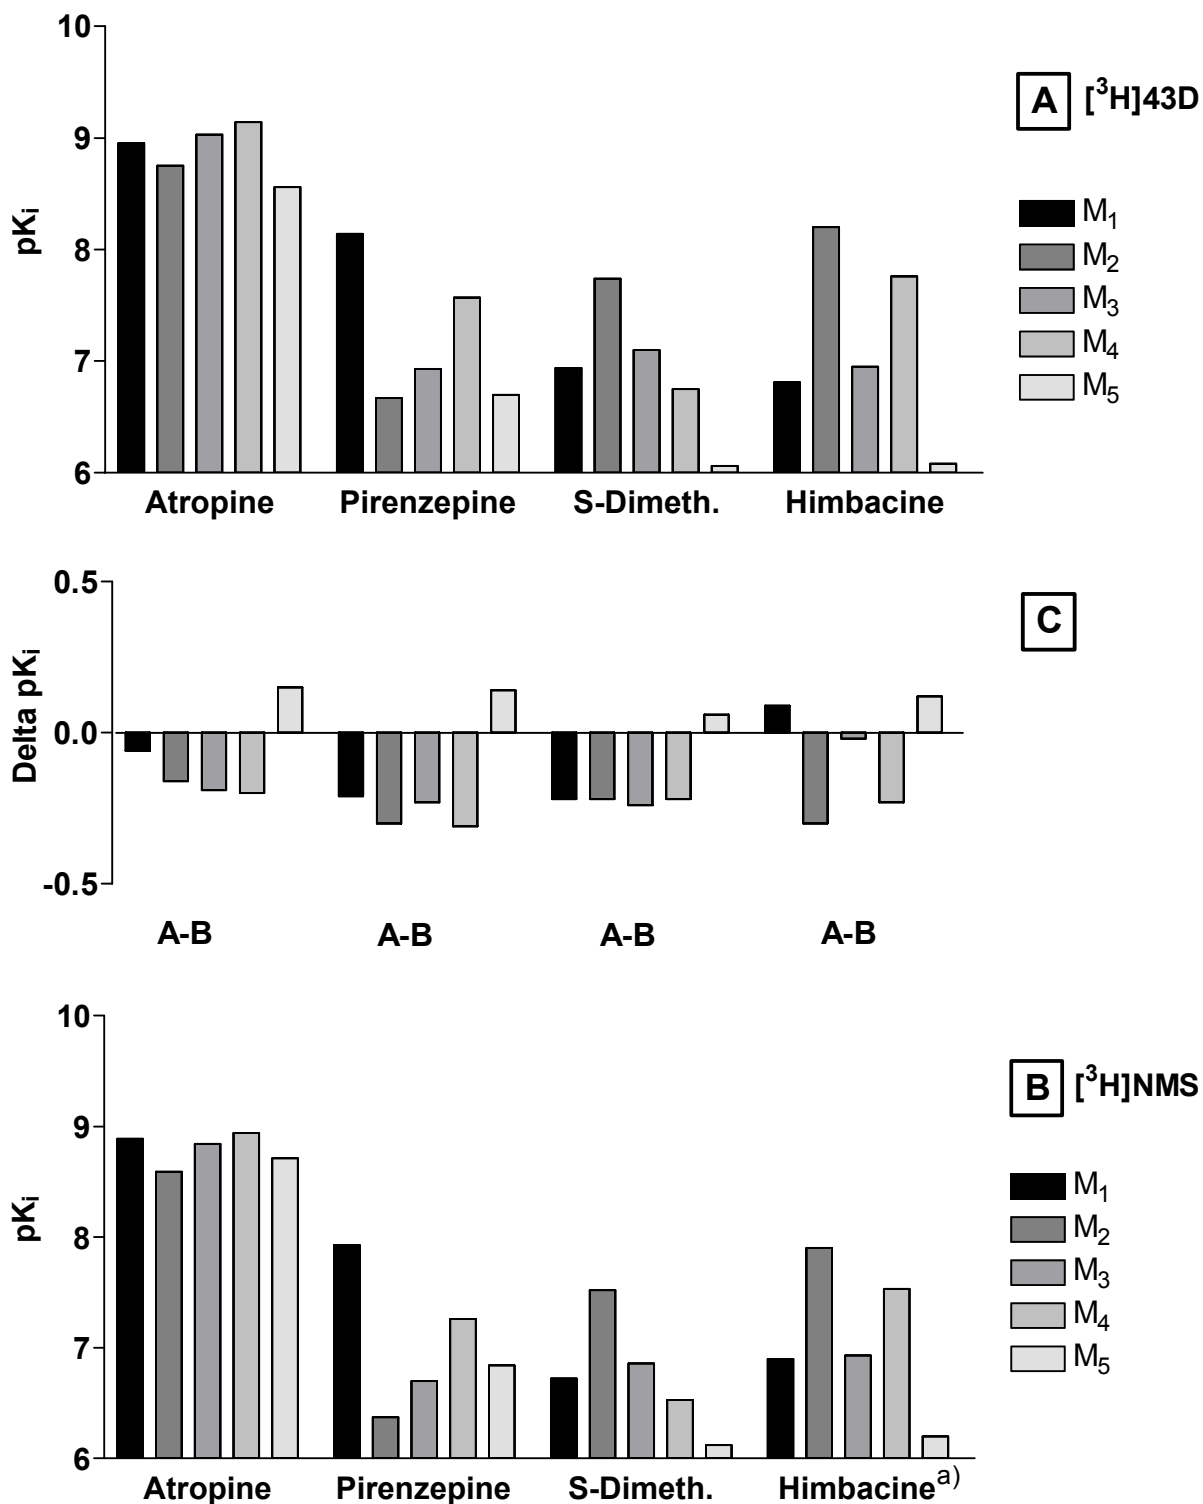 10
9
8
7
6
pKi
Atropine Pirenzepine S-Dimeth. Himbacine
A [³H]43D
M₁
M₂
M₃
M₄
M₅
0.5
0.0
-0.5
Delta pKi
A-B A-B A-B A-B
C
10
9
8
7
6
pKi
Atropine Pirenzepine S-Dimeth. Himbacine a)
B [³H]NMS
M₁
M₂
M₃
M₄
M₅